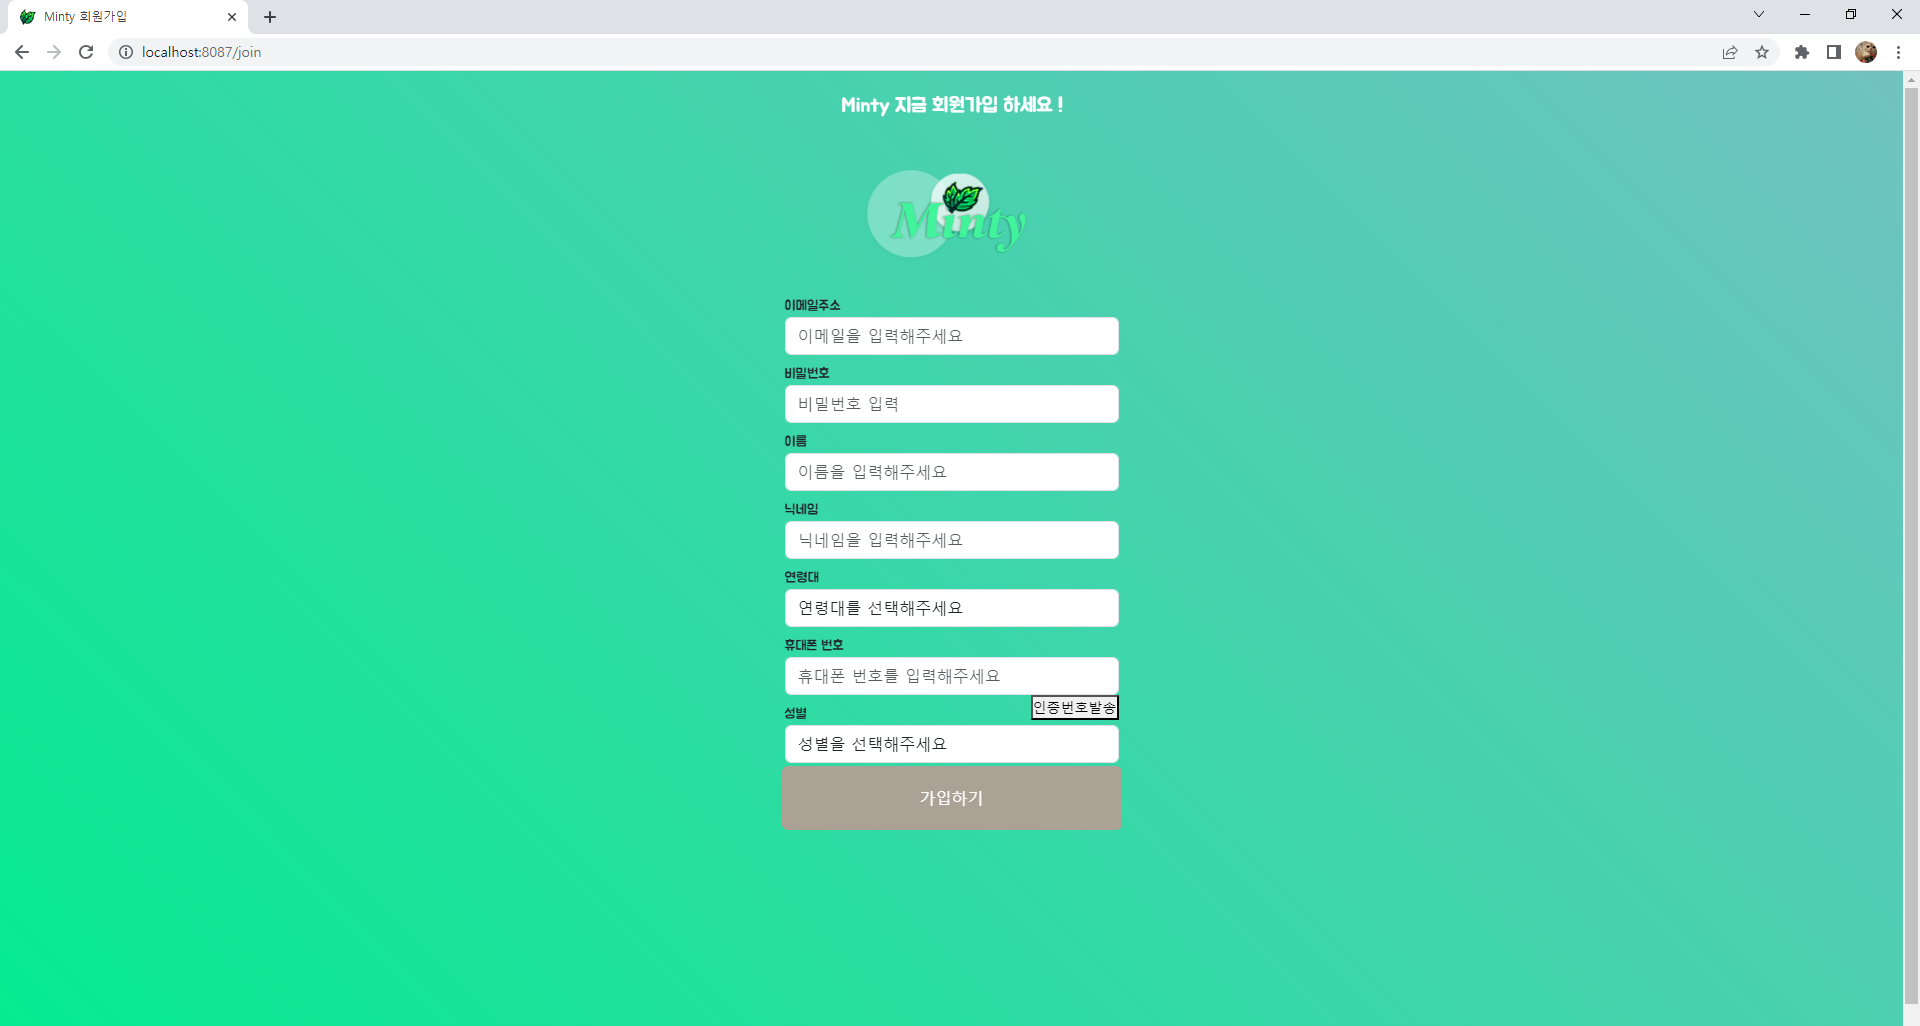 Minty 회원가입
localhost:8087/join
Minty 지금 회원가입 하세요 !
Minty
이메일주소
이메일을 입력해주세요
비밀번호
비밀번호 입력
이름
이름을 입력해주세요
닉네임
닉네임을 입력해주세요
연령대
연령대를 선택해주세요
휴대폰 번호
휴대폰 번호를 입력해주세요
인증번호발송
성별
성별을 선택해주세요
가입하기